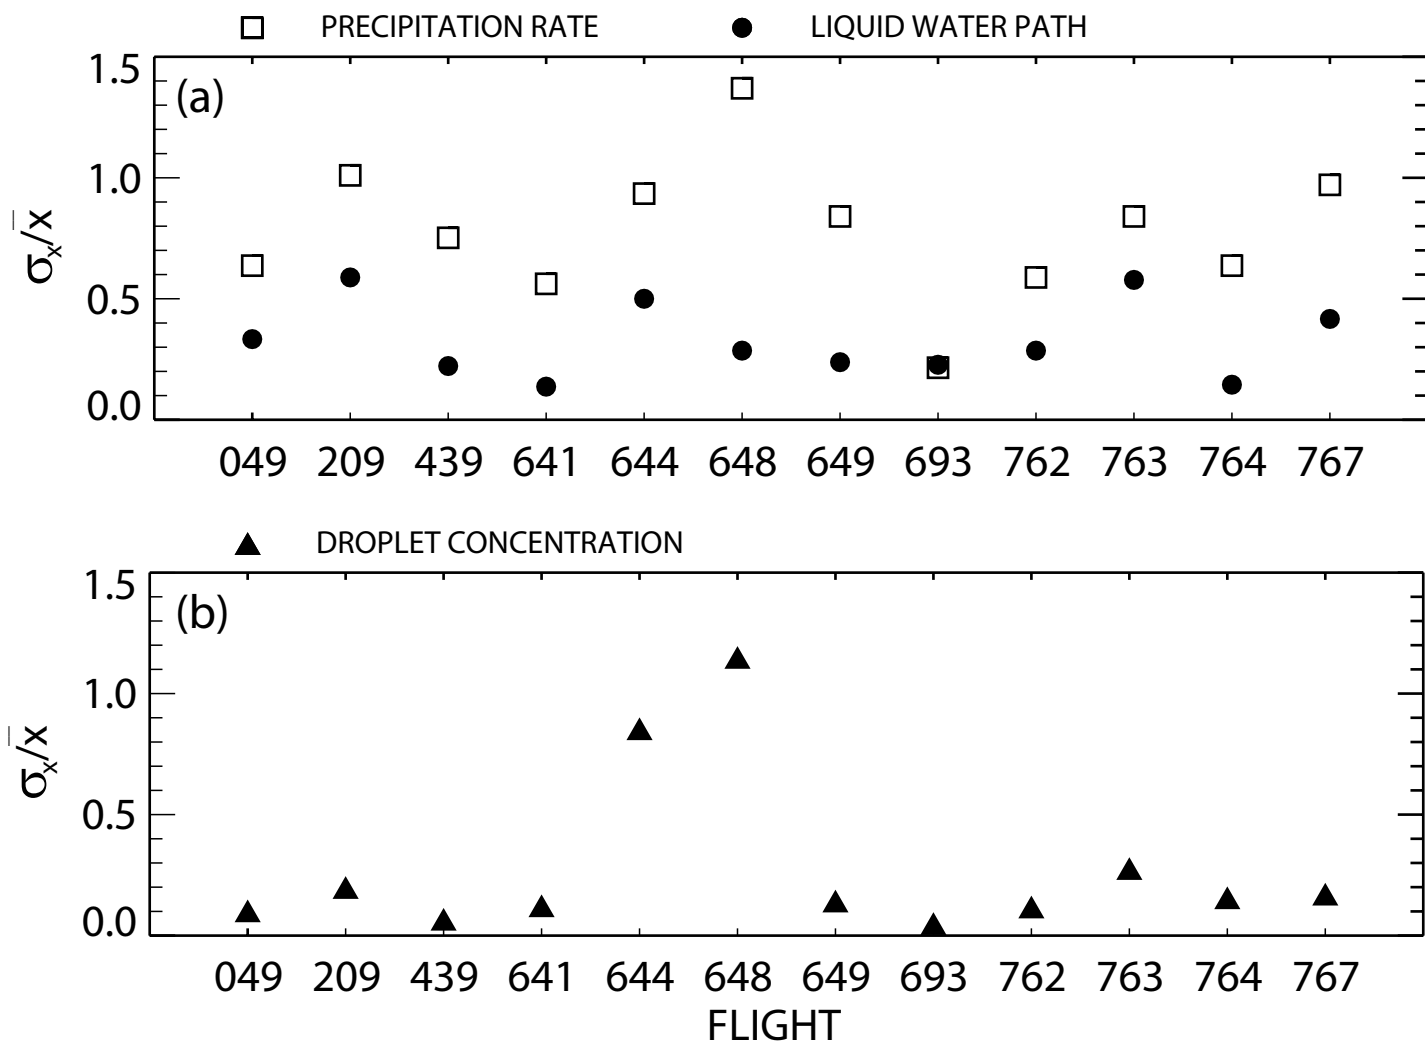 PRECIPITATION RATE LIQUID WATER PATH
(a)
1.5
1.0
0.5
0.0
σx/x̅
049 209 439 641 644 648 649 693 762 763 764 767
DROPLET CONCENTRATION
(b)
1.5
1.0
0.5
0.0
σx/x̅
049 209 439 641 644 648 649 693 762 763 764 767
FLIGHT